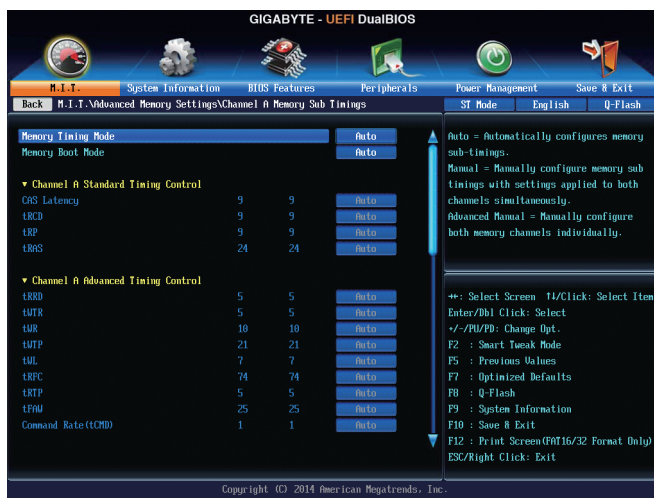 GIGABYTE - UEFI DualBIOS
M.I.T.
System Information
BIOS Features
Peripherals
Power Management
Save & Exit
Back
M.I.T.\Advanced Memory Settings\Channel A Memory Sub Timings
ST Mode
English
Q-Flash
Memory Timing Mode Auto
Memory Boot Mode Auto
▼ Channel A Standard Timing Control
CAS Latency 9 9 Auto
tRCD 9 9 Auto
tRP 9 9 Auto
tRAS 24 24 Auto
▼ Channel A Advanced Timing Control
tRRD 5 5 Auto
tWTR 5 5 Auto
tWR 10 10 Auto
tWTP 21 21 Auto
tWL 7 7 Auto
tRFC 74 74 Auto
tRTP 5 5 Auto
tFAW 25 25 Auto
Command Rate(tCMD) 1 1 Auto
Auto = Automatically configures memory
sub-timings.
Manual = Manually configure memory sub
timings with settings applied to both
channels simultaneously.
Advanced Manual = Manually configure
both memory channels individually.
→←: Select Screen ↑↓/Click: Select Item
Enter/Dbl Click: Select
+/-/PU/PD: Change Opt.
F2 : Smart Tweak Mode
F5 : Previous Values
F7 : Optimized Defaults
F8 : Q-Flash
F9 : System Information
F10 : Save & Exit
F12 : Print Screen(FAT16/32 Format Only)
ESC/Right Click: Exit
Copyright (C) 2014 American Megatrends, Inc.